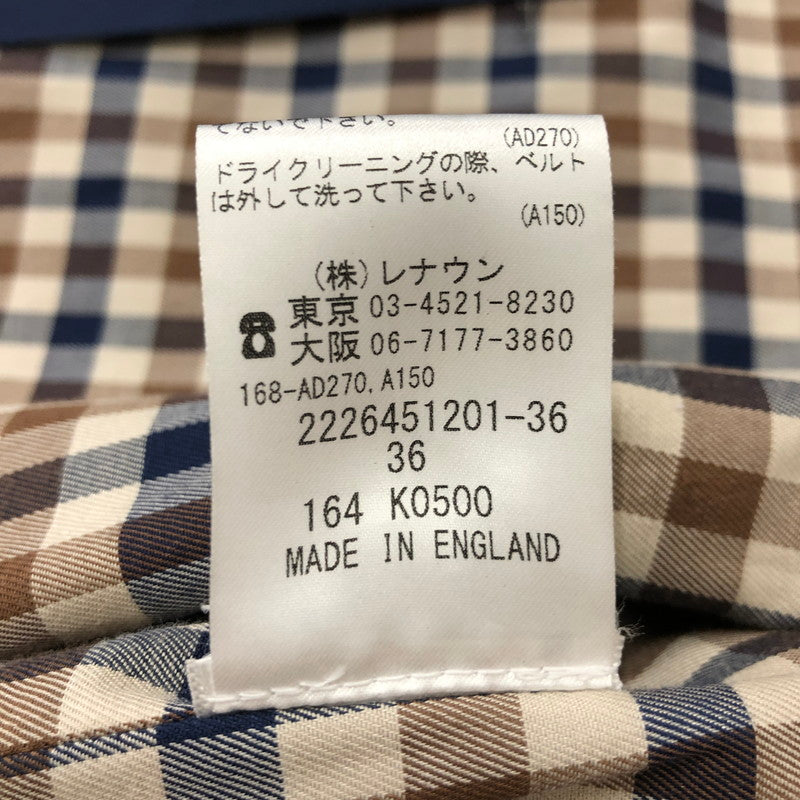 てないで下さい。
(AD270)
ドライクリーニングの際、ベルト
は外して洗って下さい。
(A150)
(株)レナウン
東京 03-4521-8230
大阪 06-7177-3860
168-AD270,A150
2226451201-36
36
164 K0500
MADE IN ENGLAND